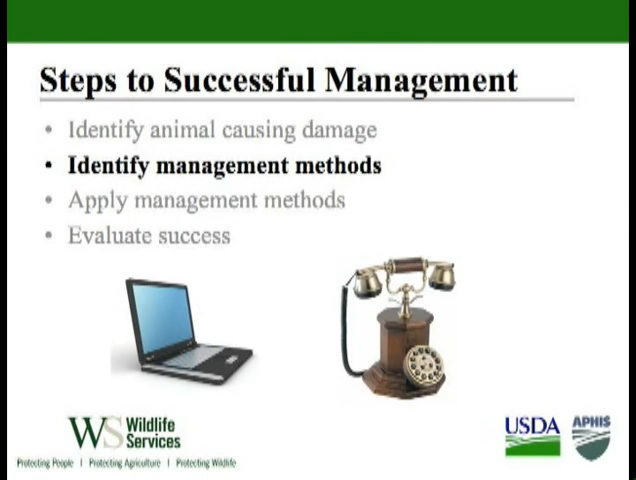 Steps to Successful Management
• Identify animal causing damage
• Identify management methods
• Apply management methods
• Evaluate success
WS Wildlife
Services
Protecting People | Protecting Agriculture | Protecting Wildlife
USDA
APHIS